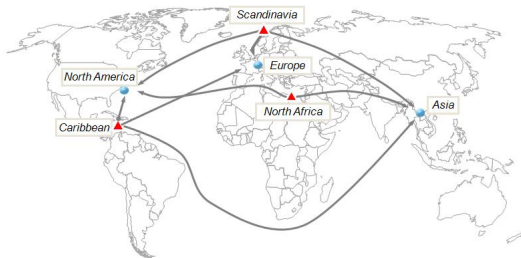 Scandinavia
North America
Europe
Asia
North Africa
Caribbean